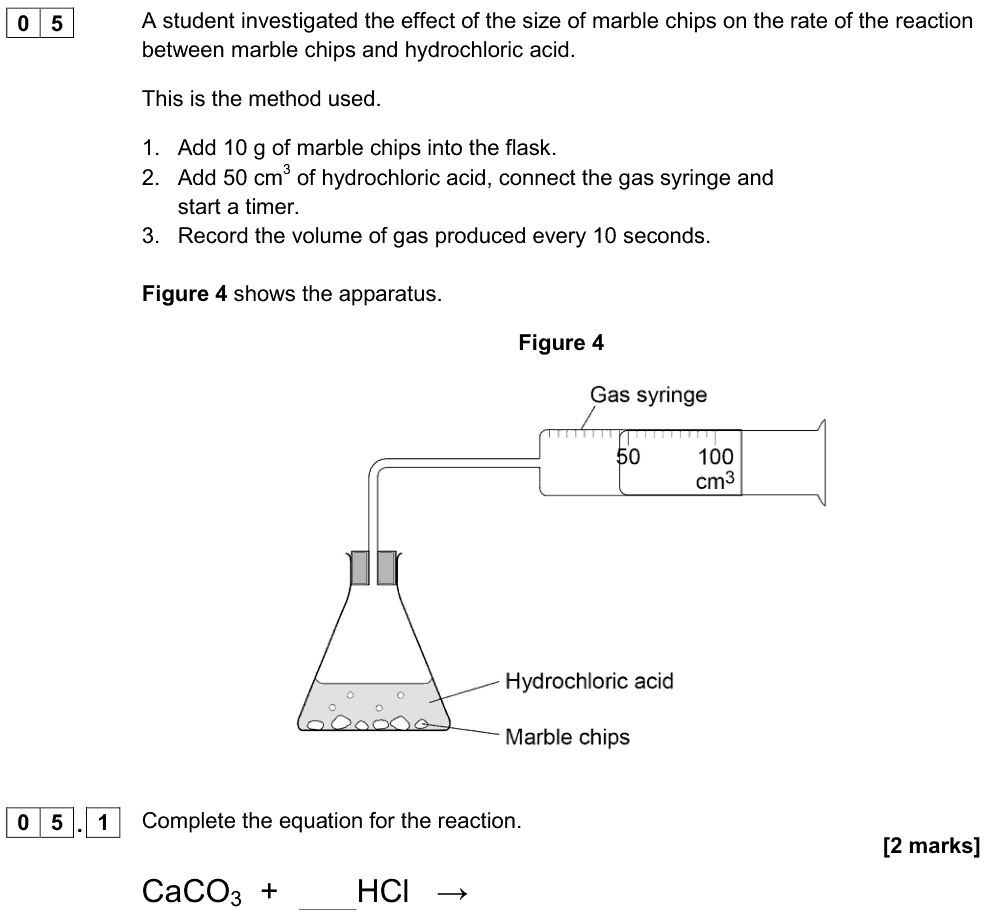 0 5 A student investigated the effect of the size of marble chips on the rate of the reaction
between marble chips and hydrochloric acid.
This is the method used.
1. Add 10 g of marble chips into the flask.
2. Add 50 cm³ of hydrochloric acid, connect the gas syringe and
start a timer.
3. Record the volume of gas produced every 10 seconds.
Figure 4 shows the apparatus.
Figure 4
Gas syringe
50 100
cm3
Hydrochloric acid
Marble chips
0 5 . 1 Complete the equation for the reaction.
[2 marks]
CaCO₃ + ___HCl →